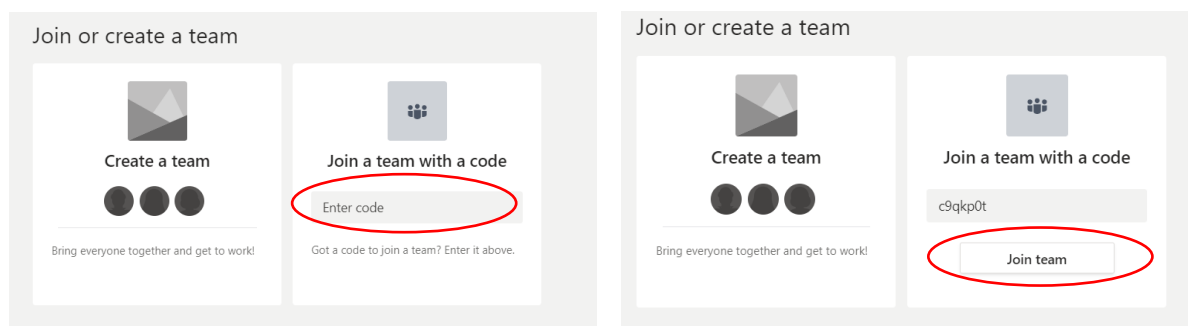 Join or create a team
Create a team
Bring everyone together and get to work!
Join a team with a code
Enter code
Got a code to join a team? Enter it above.
Join or create a team
Create a team
Bring everyone together and get to work!
Join a team with a code
c9qkp0t
Join team